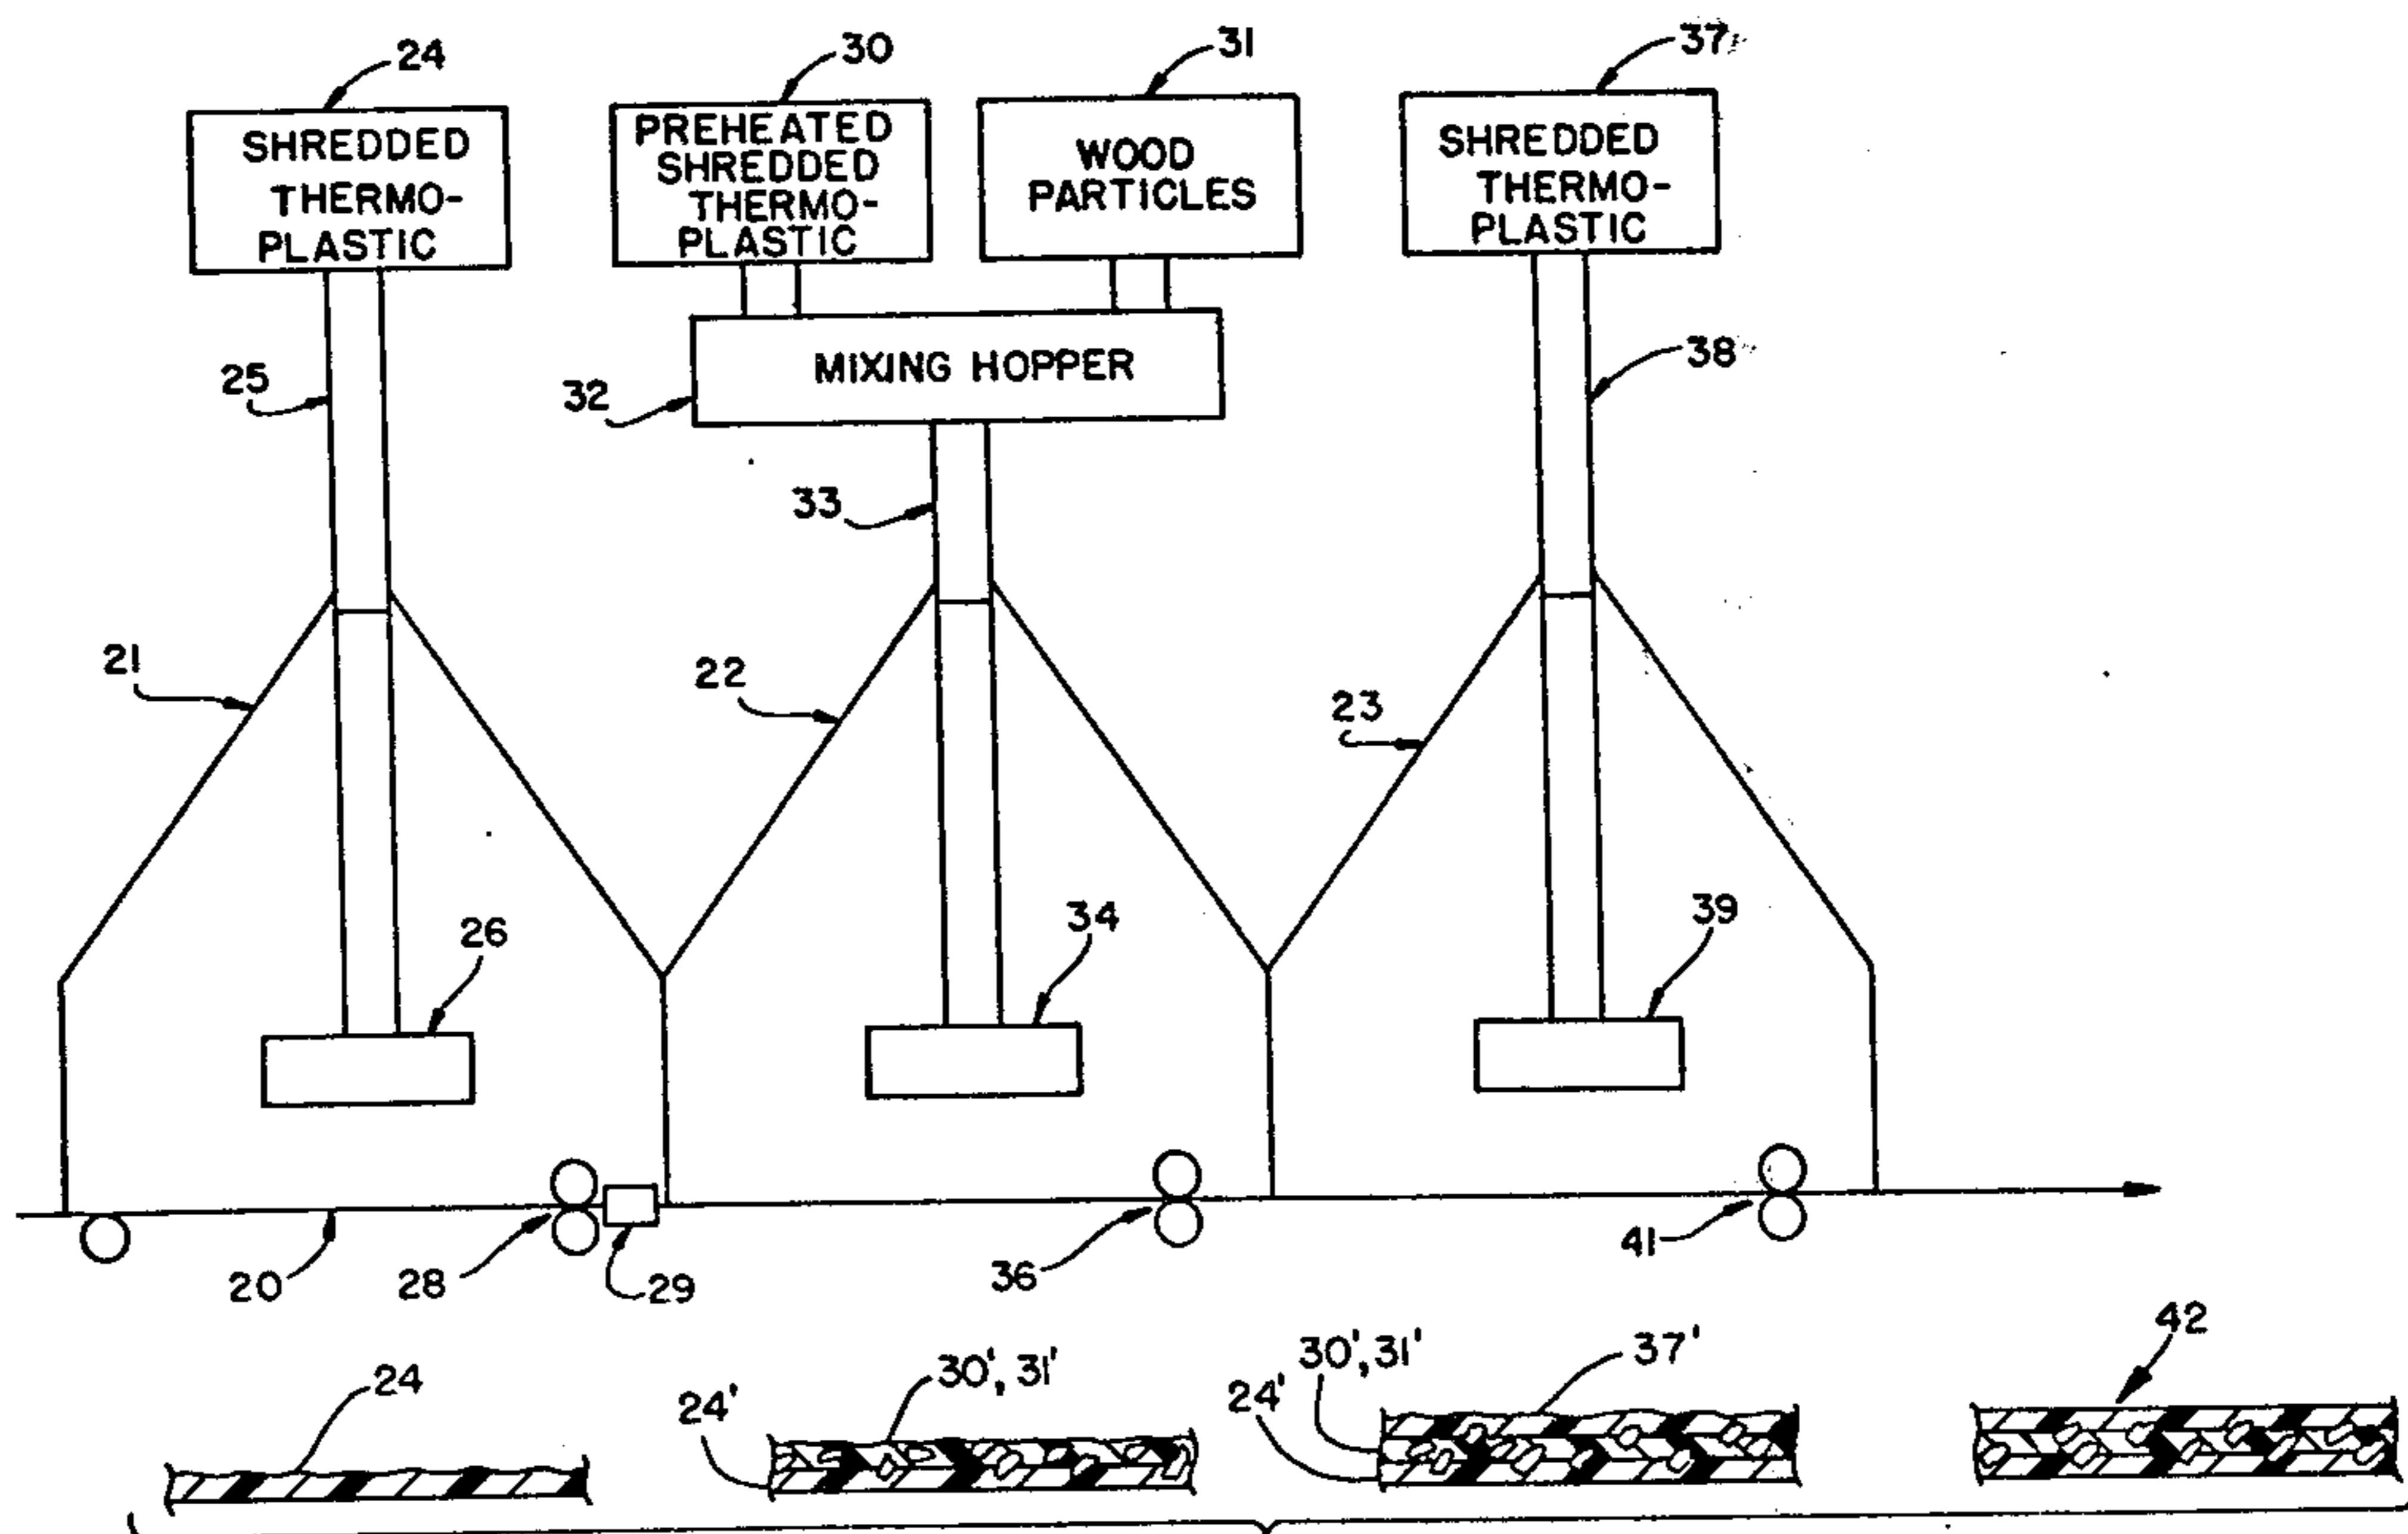 24
30
31
37
SHREDDED
THERMO-
PLASTIC
PREHEATED
SHREDDED
THERMO-
PLASTIC
WOOD
PARTICLES
SHREDDED
THERMO-
PLASTIC
MIXING HOPPER
25
32
38
33
21
22
23
26
34
39
20
28
29
36
41
42
24
24'
30', 31'
24'
30', 31'
37'